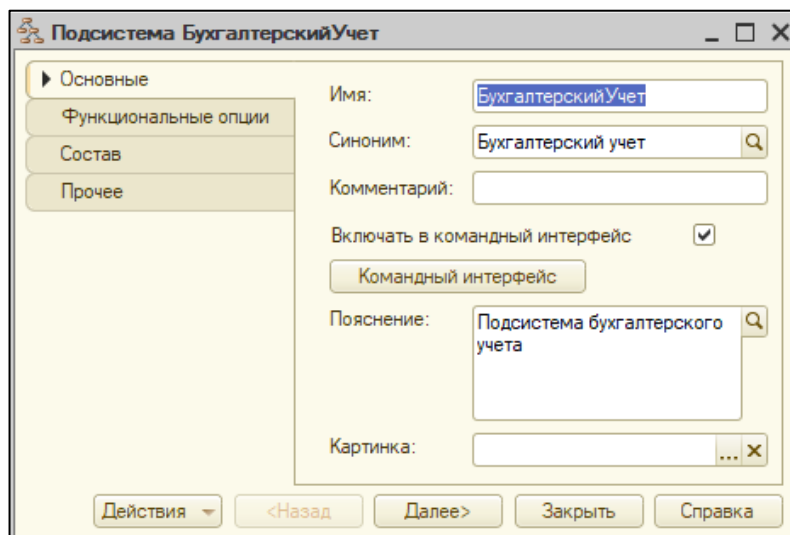 Подсистема БухгалтерскийУчет
Основные
Функциональные опции
Состав
Прочее
Имя: БухгалтерскийУчет
Синоним: Бухгалтерский учет
Комментарий:
Включать в командный интерфейс
Командный интерфейс
Пояснение: Подсистема бухгалтерского
учета
Картинка: ...
Действия <Назад Далее> Закрыть Справка